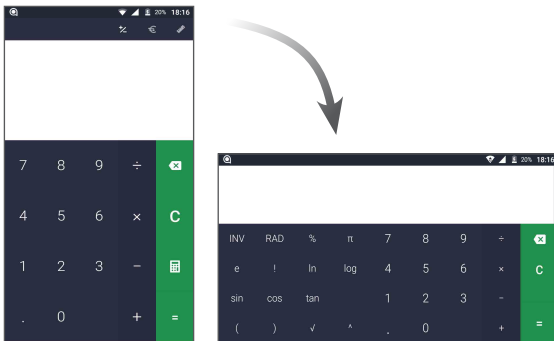 20% 18:16
7 8 9 ÷
4 5 6 × C
1 2 3 −
. 0 + =
20% 18:16
INV RAD % π 7 8 9 ÷
e ! ln log 4 5 6 × C
sin cos tan 1 2 3 −
( ) √ ^ . 0 + =